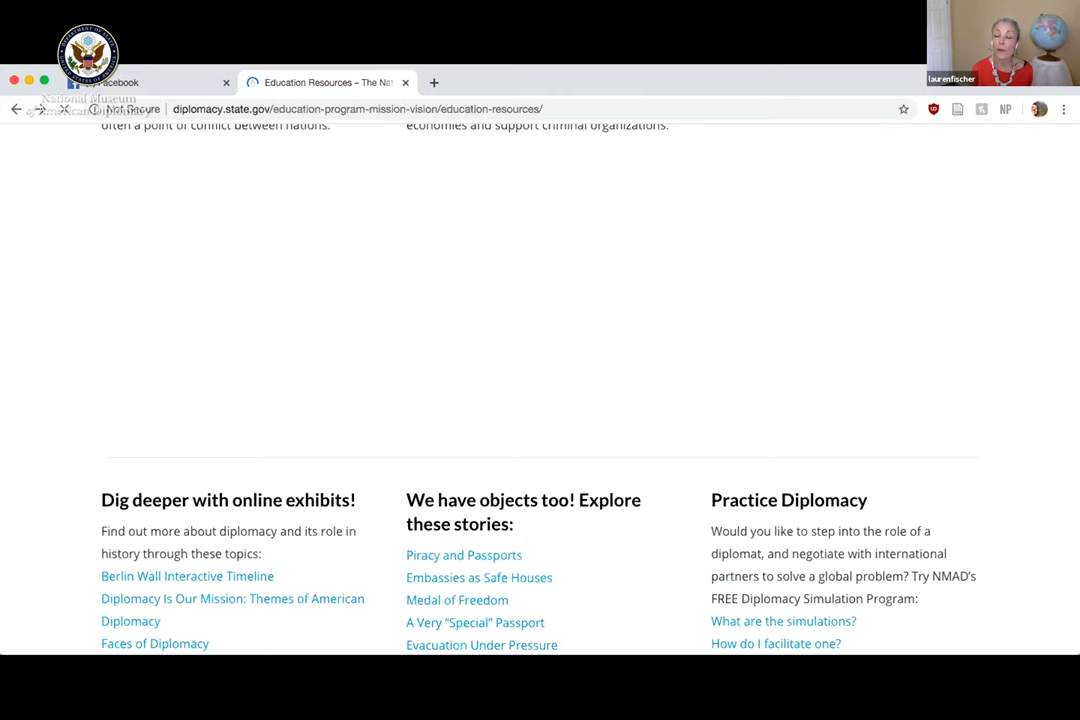 laurenfischer
Facebook
Education Resources – The Nat
National Museum
of American Diplomacy
Not Secure
diplomacy.state.gov/education-program-mission-vision/education-resources/
NP
often a point of conflict between nations.
economies and support criminal organizations.
Dig deeper with online exhibits!
Find out more about diplomacy and its role in
history through these topics:
Berlin Wall Interactive Timeline
Diplomacy Is Our Mission: Themes of American
Diplomacy
Faces of Diplomacy
We have objects too! Explore
these stories:
Piracy and Passports
Embassies as Safe Houses
Medal of Freedom
A Very “Special” Passport
Evacuation Under Pressure
Practice Diplomacy
Would you like to step into the role of a
diplomat, and negotiate with international
partners to solve a global problem? Try NMAD’s
FREE Diplomacy Simulation Program:
What are the simulations?
How do I facilitate one?